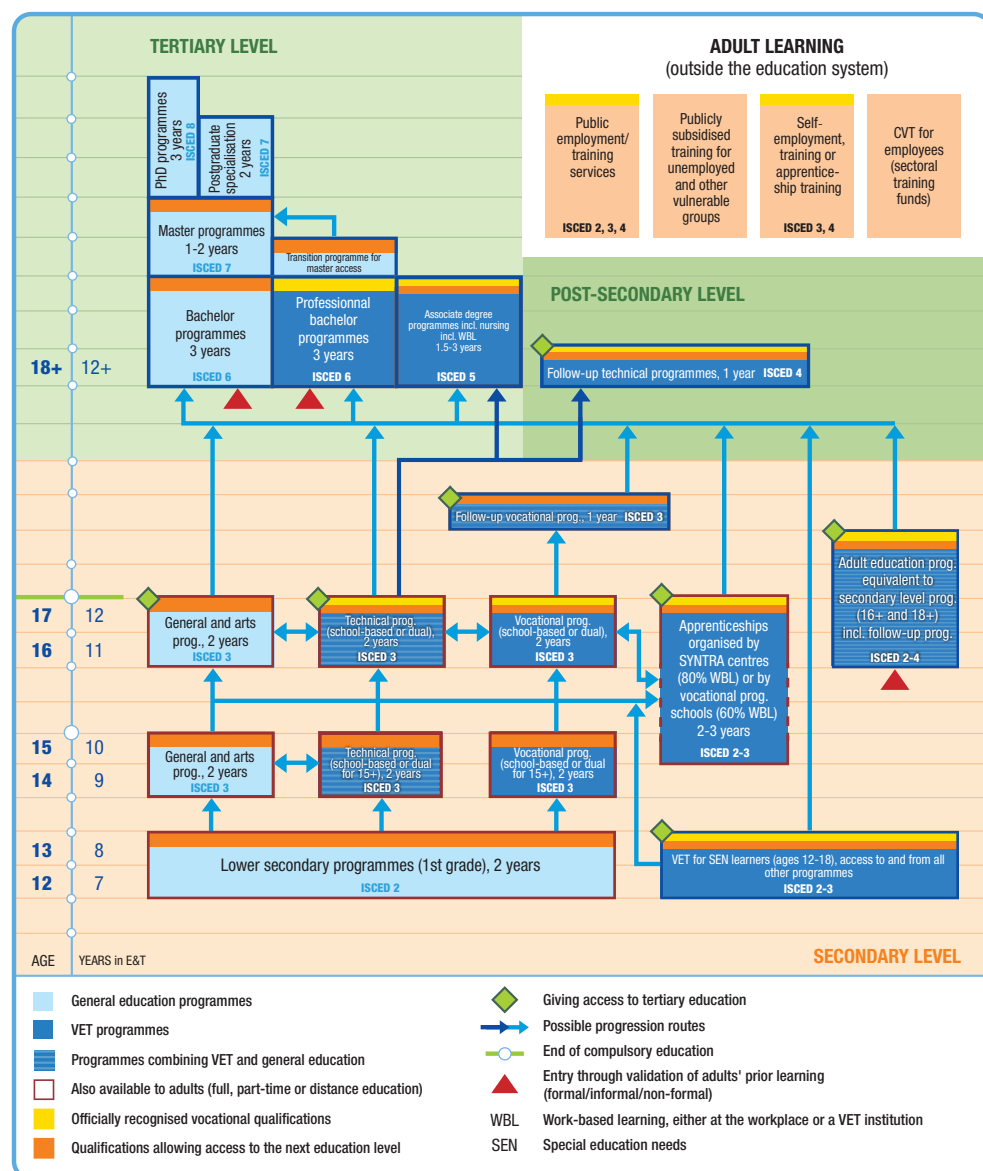 TERTIARY LEVEL
ADULT LEARNING
(outside the education system)
Public
employment/
training
services
ISCED 2, 3, 4
Publicly
subsidised
training for
unemployed
and other
vulnerable
groups
Self-
employment,
training or
apprentice-
ship training
ISCED 3, 4
CVT for
employees
(sectoral
training
funds)
PhD programmes
3 years
ISCED 8
Postgraduate
specialisation
2 years
ISCED 7
Master programmes
1-2 years
ISCED 7
Transition programme for
master access
POST-SECONDARY LEVEL
Bachelor
programmes
3 years
ISCED 6
Professionnal
bachelor
programmes
3 years
ISCED 6
Associate degree
programmes incl. nursing
incl. WBL
1.5-3 years
ISCED 5
18+ 12+
Follow-up technical programmes, 1 year ISCED 4
Follow-up vocational prog., 1 year ISCED 3
Adult education prog.
equivalent to
secondary level prog.
(16+ and 18+)
incl. follow-up prog.
ISCED 2-4
17 12
16 11
General and arts
prog., 2 years
ISCED 3
Technical prog.
(school-based or dual),
2 years
ISCED 3
Vocational prog.
(school-based or dual),
2 years
ISCED 3
Apprenticeships
organised by
SYNTRA centres
(80% WBL) or by
vocational prog.
schools (60% WBL)
2-3 years
ISCED 2-3
15 10
14 9
General and arts
prog., 2 years
ISCED 3
Technical prog.
(school-based or dual
for 15+), 2 years
ISCED 3
Vocational prog.
(school-based or dual
for 15+), 2 years
ISCED 3
13 8
12 7
Lower secondary programmes (1st grade), 2 years
ISCED 2
VET for SEN learners (ages 12-18), access to and from all
other programmes
ISCED 2-3
AGE YEARS in E&T
SECONDARY LEVEL
General education programmes
VET programmes
Programmes combining VET and general education
Also available to adults (full, part-time or distance education)
Officially recognised vocational qualifications
Qualifications allowing access to the next education level
Giving access to tertiary education
Possible progression routes
End of compulsory education
Entry through validation of adults' prior learning
(formal/informal/non-formal)
WBL Work-based learning, either at the workplace or a VET institution
SEN Special education needs